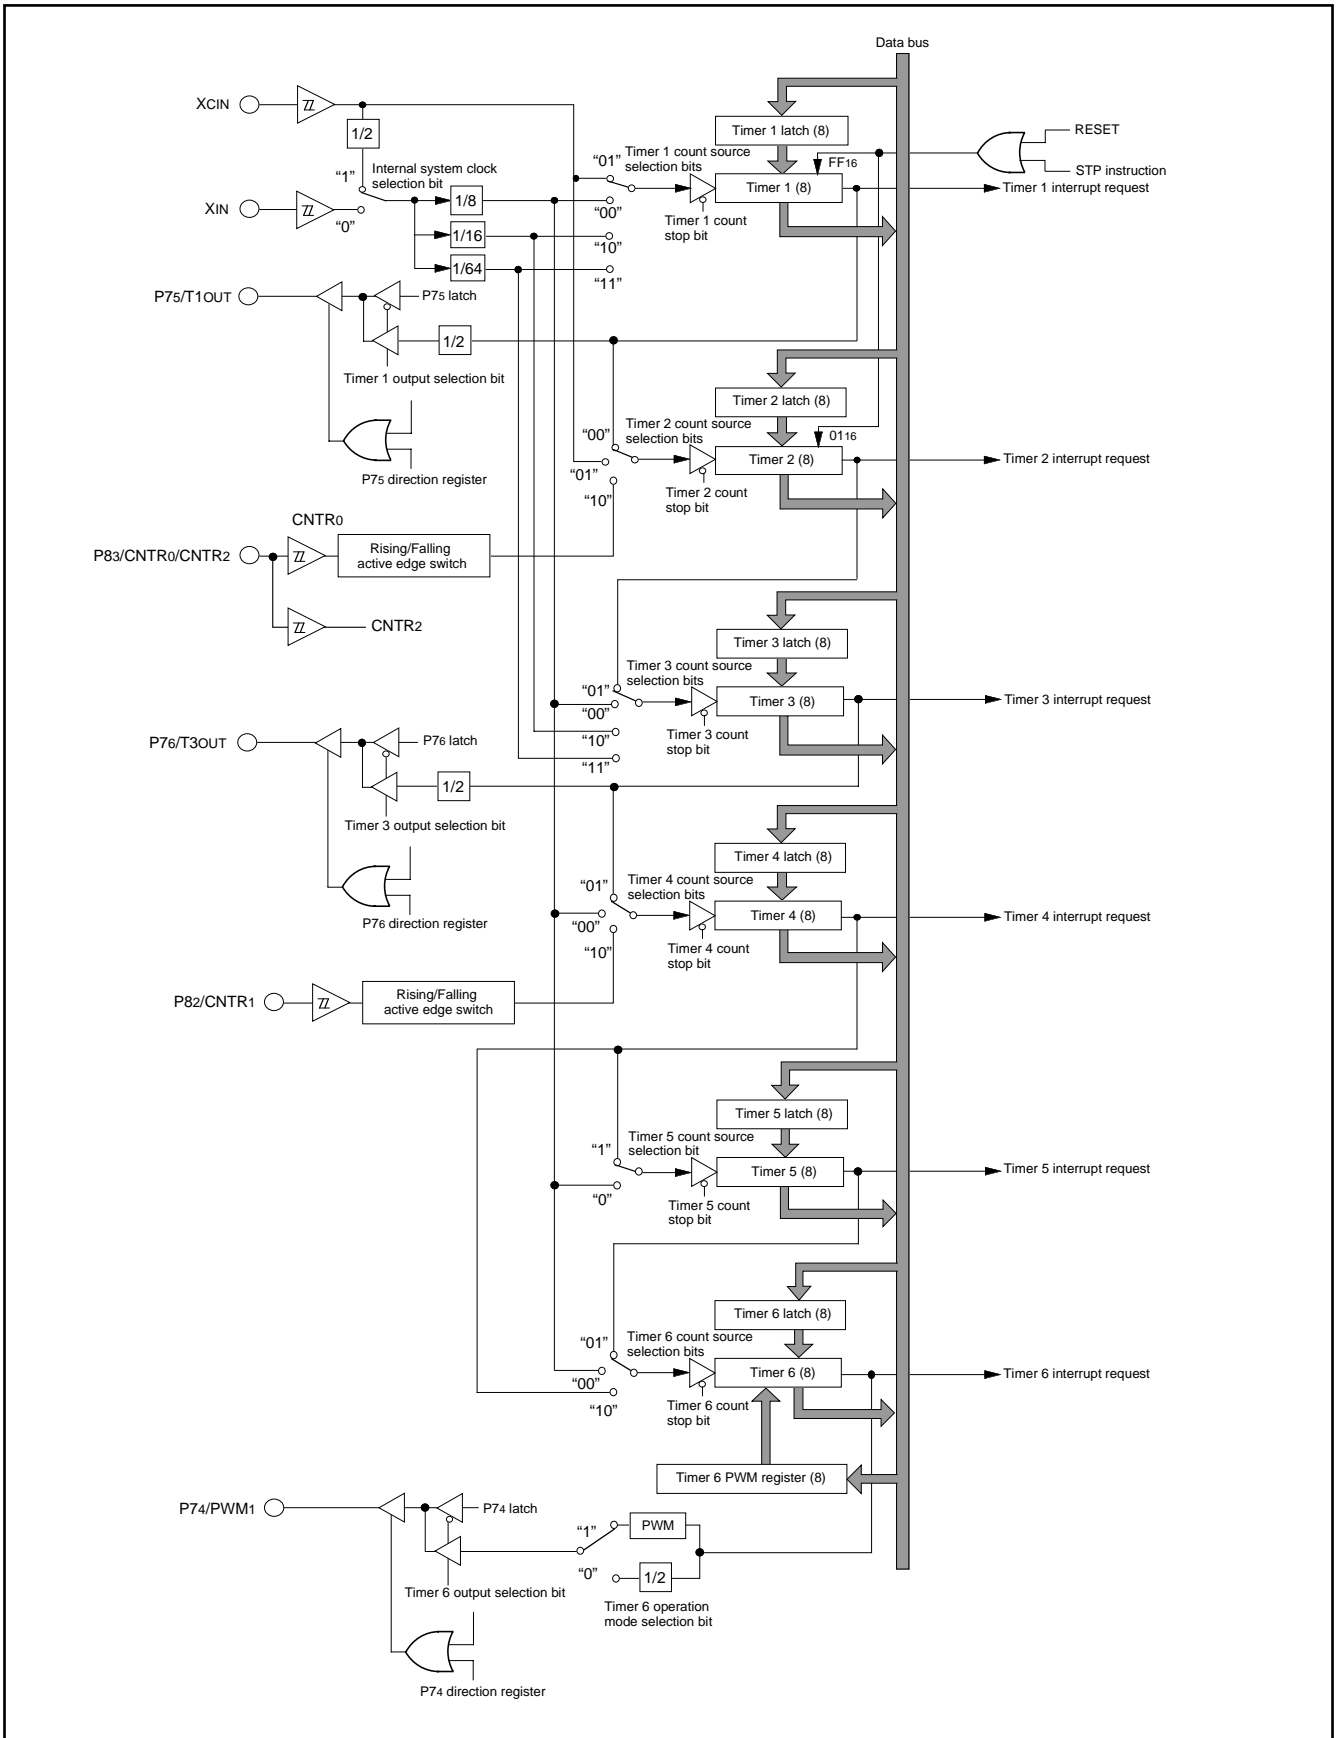 Data bus
XCIN
1/2
Timer 1 latch (8)
RESET
STP instruction
"01"
Timer 1 count source
selection bits
FF16
"1"
Internal system clock
selection bit
Timer 1 (8)
Timer 1 interrupt request
XIN
"0"
1/8
"00"
Timer 1 count
stop bit
1/16
"10"
1/64
"11"
P75/T1OUT
P75 latch
1/2
Timer 1 output selection bit
Timer 2 latch (8)
"00"
Timer 2 count source
selection bits
0116
"01"
Timer 2 (8)
Timer 2 interrupt request
P75 direction register
"10"
Timer 2 count
stop bit
CNTR0
P83/CNTR0/CNTR2
Rising/Falling
active edge switch
CNTR2
Timer 3 latch (8)
Timer 3 count source
selection bits
"01"
"00"
Timer 3 (8)
Timer 3 interrupt request
P76/T3OUT
P76 latch
"10"
Timer 3 count
stop bit
"11"
1/2
Timer 3 output selection bit
Timer 4 latch (8)
"01"
Timer 4 count source
selection bits
P76 direction register
"00"
Timer 4 (8)
Timer 4 interrupt request
"10"
Timer 4 count
stop bit
P82/CNTR1
Rising/Falling
active edge switch
Timer 5 latch (8)
"1"
Timer 5 count source
selection bit
Timer 5 (8)
Timer 5 interrupt request
"0"
Timer 5 count
stop bit
Timer 6 latch (8)
"01"
Timer 6 count source
selection bits
"00"
Timer 6 (8)
Timer 6 interrupt request
"10"
Timer 6 count
stop bit
Timer 6 PWM register (8)
P74/PWM1
P74 latch
"1"
PWM
"0"
1/2
Timer 6 output selection bit
Timer 6 operation
mode selection bit
P74 direction register